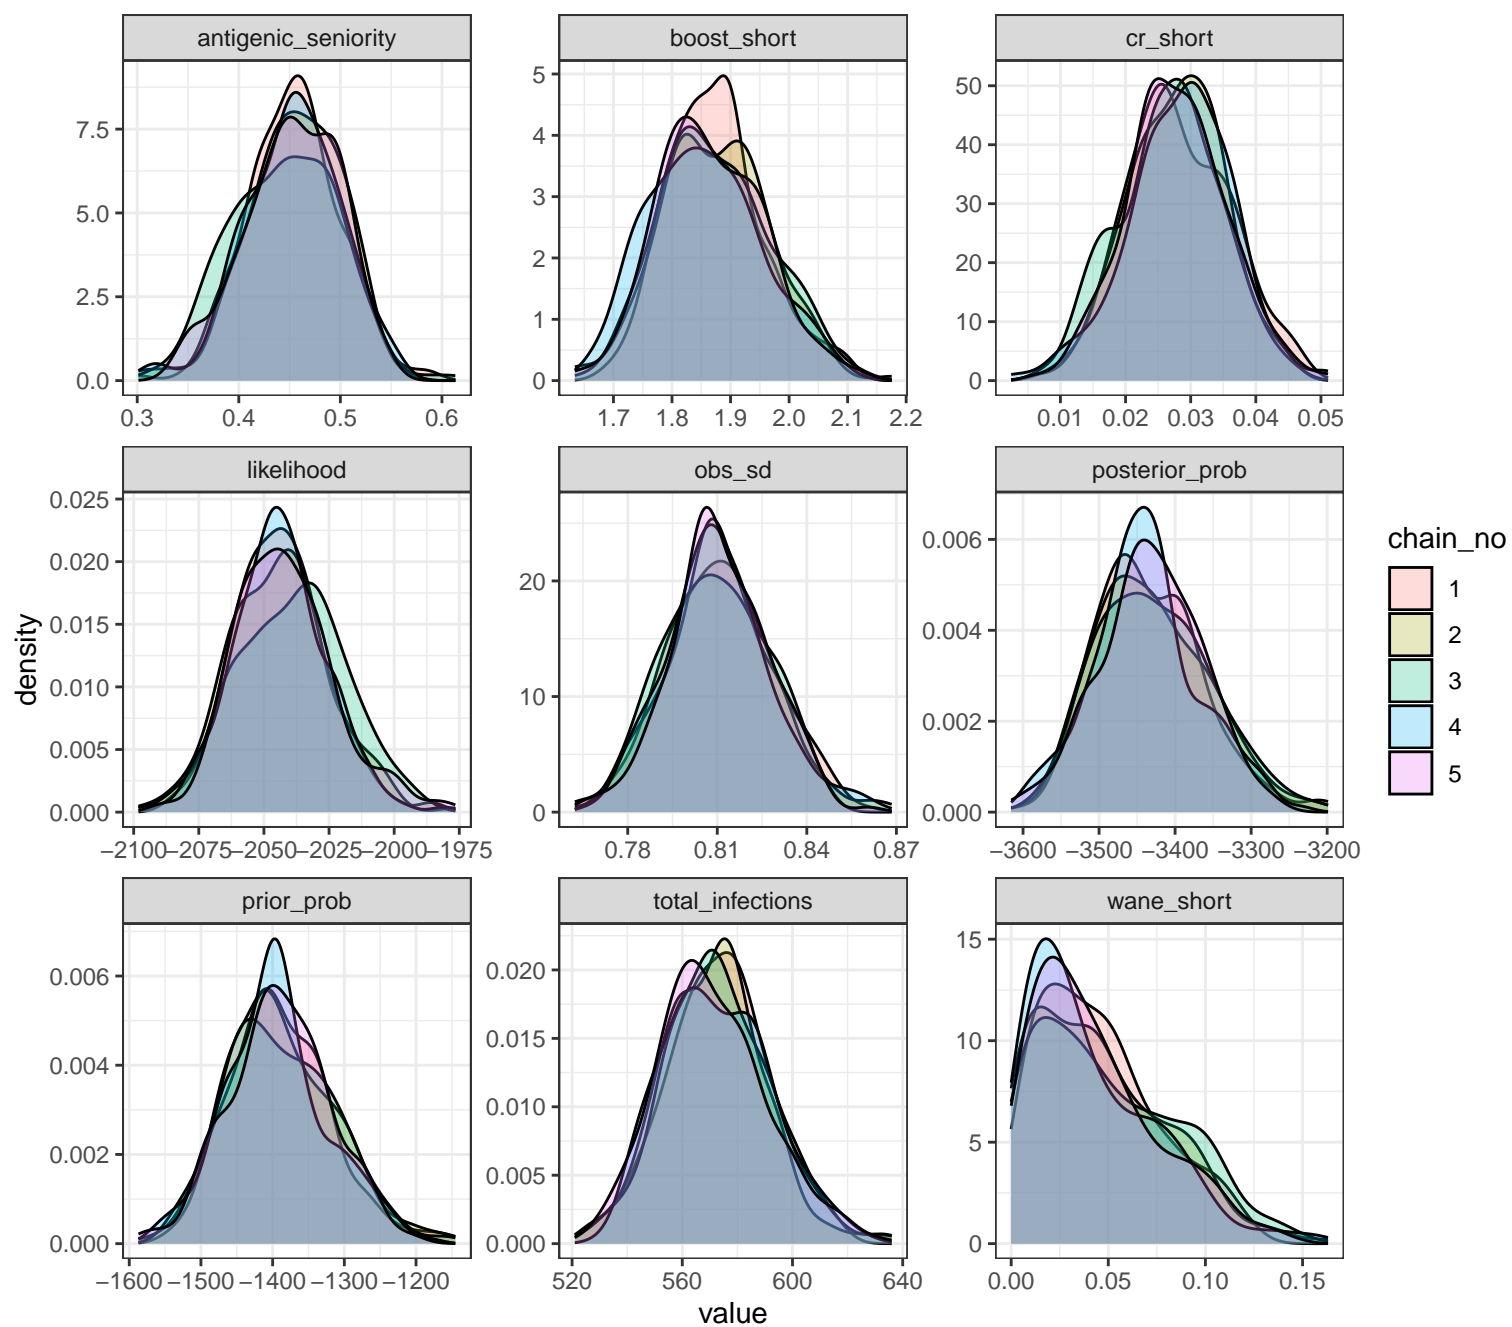 antigenic_seniority
boost_short
cr_short
0.0
2.5
5.0
7.5
0.3 0.4 0.5 0.6
0
1
2
3
4
5
1.7 1.8 1.9 2.0 2.1 2.2
0
10
20
30
40
50
0.01 0.02 0.03 0.04 0.05
likelihood
obs_sd
posterior_prob
0.000
0.005
0.010
0.015
0.020
0.025
−2100 −2075 −2050 −2025 −2000 −1975
0
10
20
0.78 0.81 0.84 0.87
0.000
0.002
0.004
0.006
−3600 −3500 −3400 −3300 −3200
prior_prob
total_infections
wane_short
0.000
0.002
0.004
0.006
−1600 −1500 −1400 −1300 −1200
0.000
0.005
0.010
0.015
0.020
520 560 600 640
0
5
10
15
0.00 0.05 0.10 0.15
density
value
chain_no
1
2
3
4
5